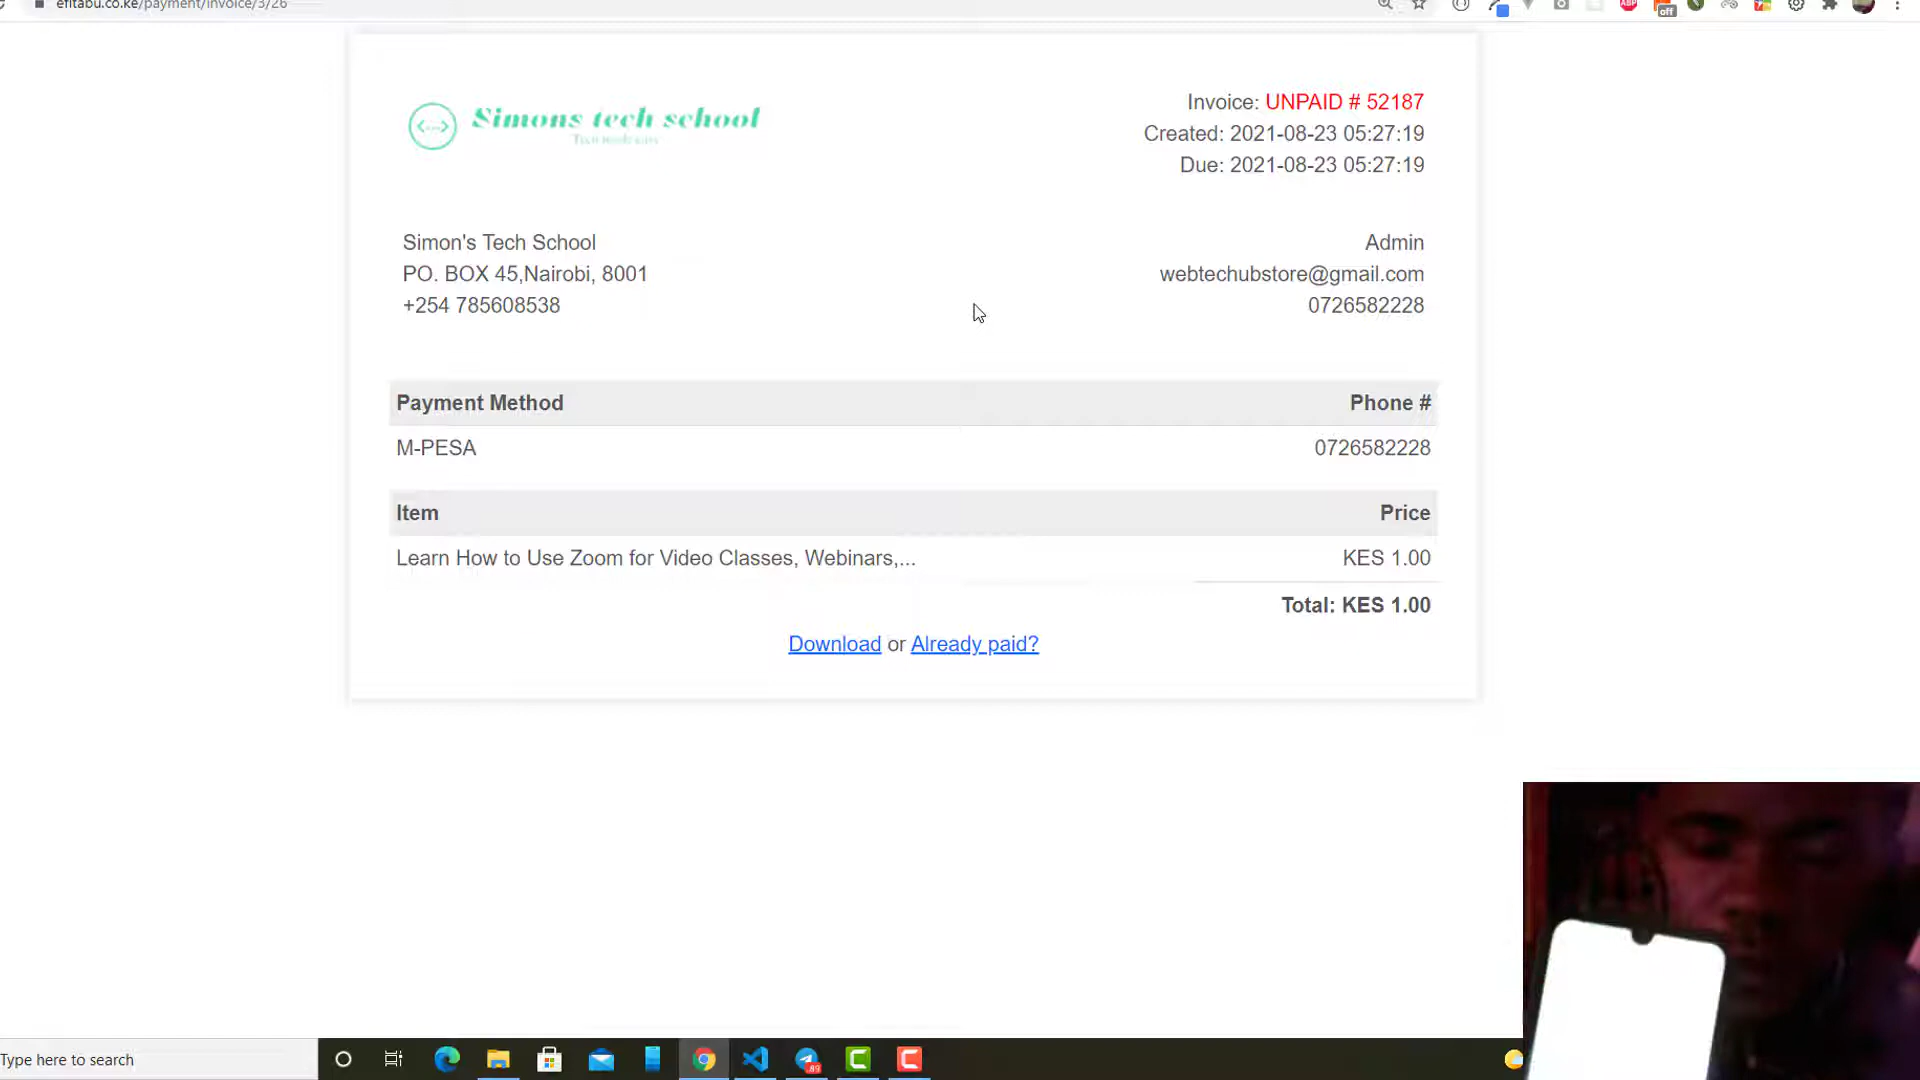 efitabu.co.ke/payment/invoice/3/26
ABP
off
Simons tech school
Invoice: UNPAID # 52187
Created: 2021-08-23 05:27:19
Due: 2021-08-23 05:27:19
Simon's Tech School
PO. BOX 45,Nairobi, 8001
+254 785608538
Admin
webtechubstore@gmail.com
0726582228
Payment Method Phone #
M-PESA 0726582228
Item Price
Learn How to Use Zoom for Video Classes, Webinars,... KES 1.00
Total: KES 1.00
Download or Already paid?
Type here to search